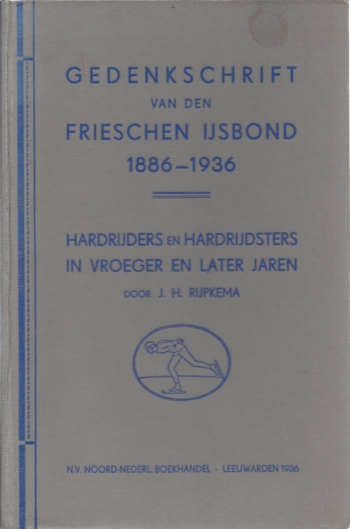 GEDENKSCHRIFT
VAN DEN
FRIESCHEN IJSBOND
1886-1936
HARDRIJDERS EN HARDRIJDSTERS
IN VROEGER EN LATER JAREN
DOOR J. H. RIJPKEMA
N.V. NOORD-NEDERL. BOEKHANDEL - LEEUWARDEN 1936